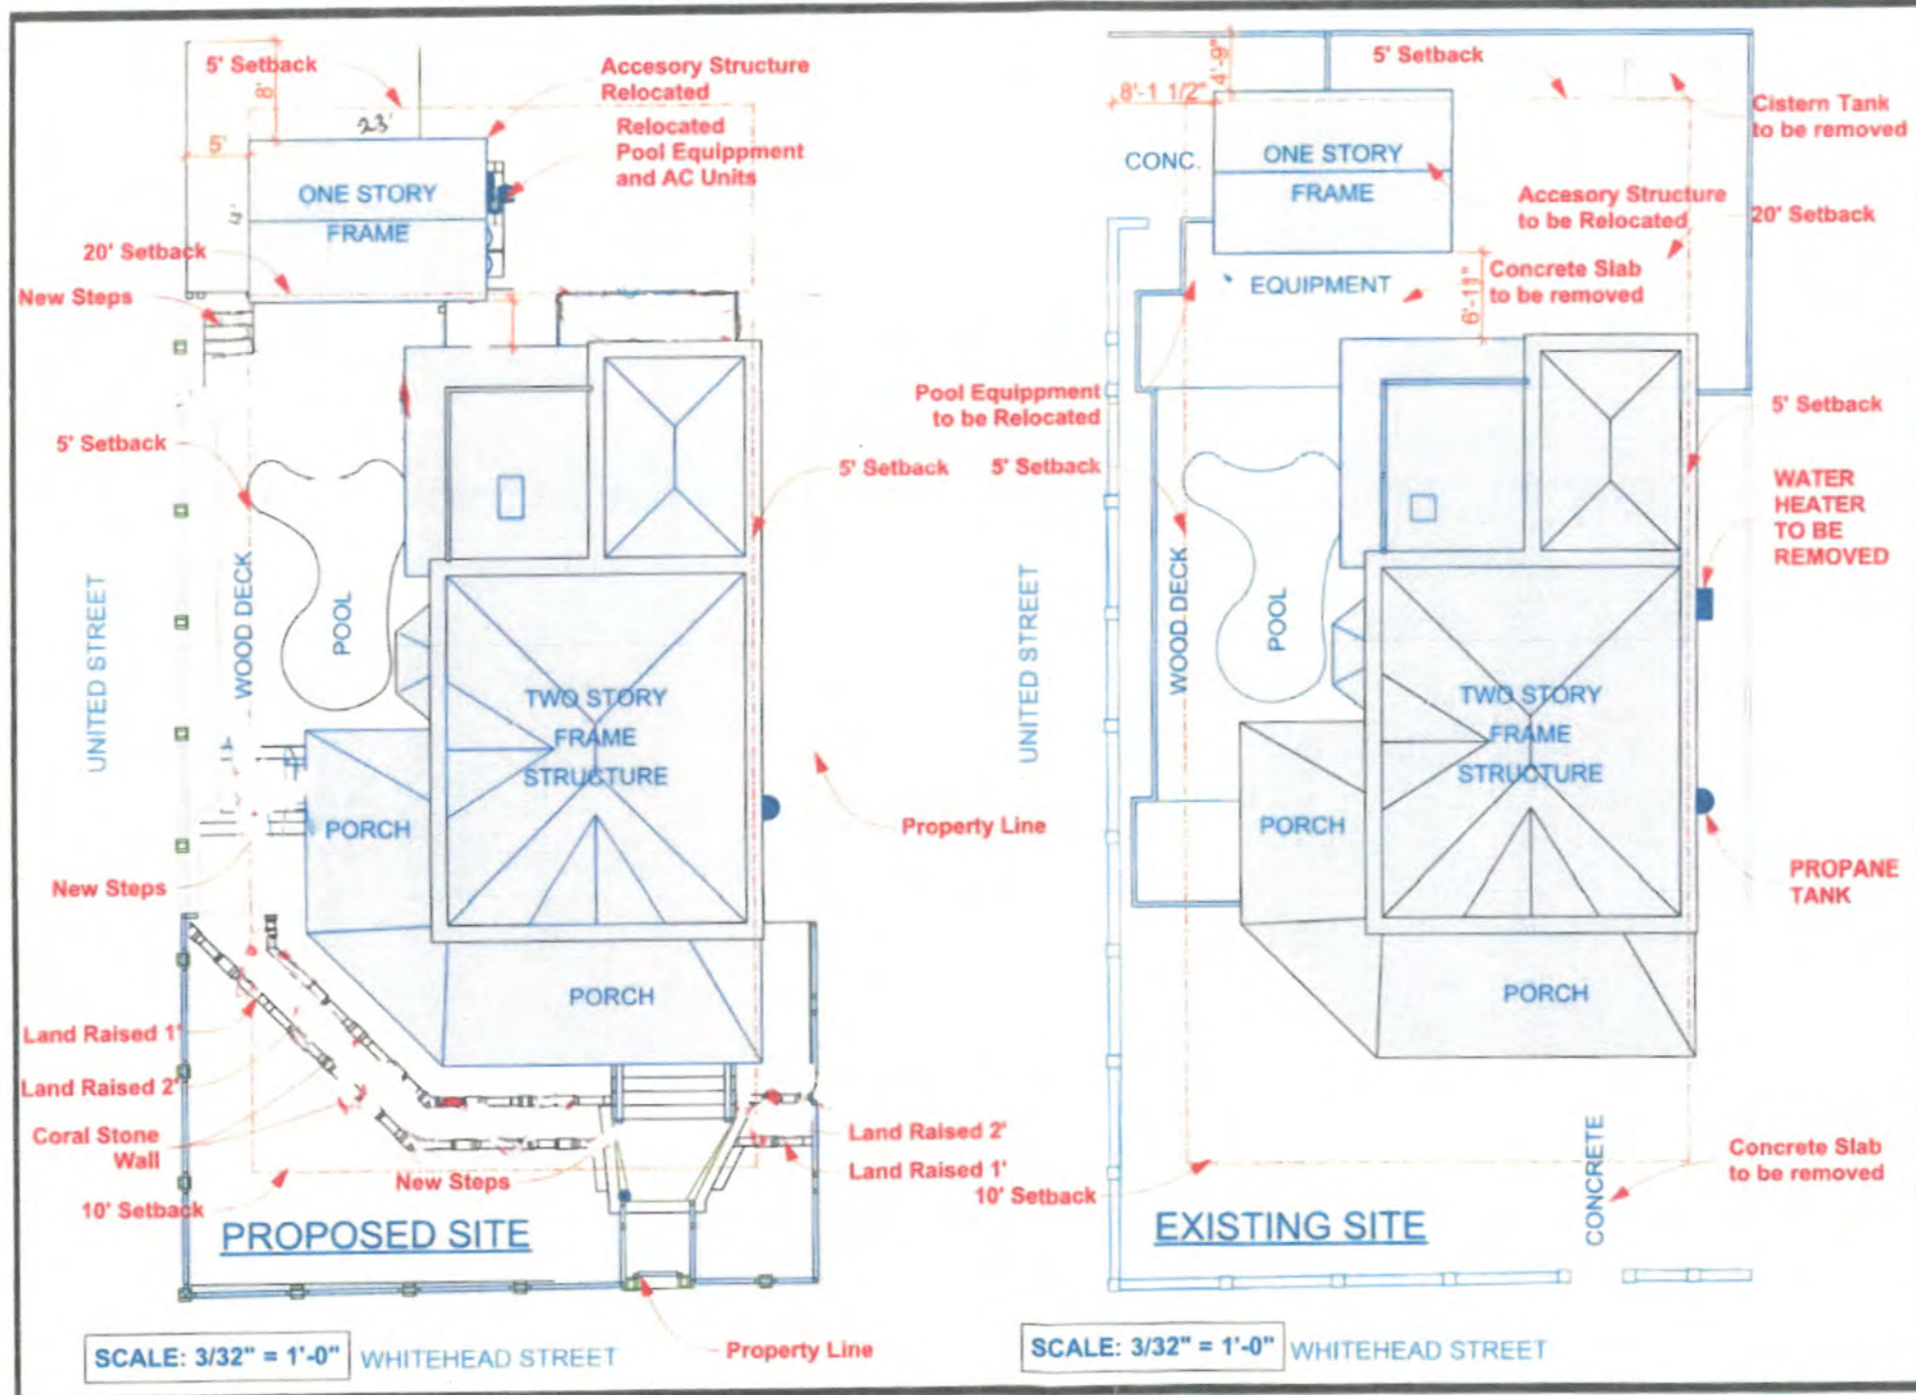 5' Setback
8'
Accesory Structure
Relocated
23'
Relocated
Pool Equippment
and AC Units
5'
ONE STORY
FRAME
20' Setback
New Steps
5' Setback
5' Setback
UNITED STREET
WOOD DECK
POOL
TWO STORY
FRAME
STRUCTURE
PORCH
Property Line
New Steps
PORCH
Land Raised 1'
Land Raised 2'
Coral Stone
Wall
Land Raised 2'
Land Raised 1'
New Steps
10' Setback
PROPOSED SITE
SCALE: 3/32" = 1'-0"
WHITEHEAD STREET
Property Line
4'-9"
5' Setback
8'-1 1/2"
Cistern Tank
to be removed
CONC.
ONE STORY
FRAME
Accesory Structure
to be Relocated
20' Setback
EQUIPMENT
Concrete Slab
to be removed
6'-11"
Pool Equippment
to be Relocated
5' Setback
5' Setback
WATER
HEATER
TO BE
REMOVED
UNITED STREET
WOOD DECK
POOL
TWO STORY
FRAME
STRUCTURE
PORCH
PROPANE
TANK
PORCH
CONCRETE
Concrete Slab
to be removed
10' Setback
EXISTING SITE
SCALE: 3/32" = 1'-0"
WHITEHEAD STREET